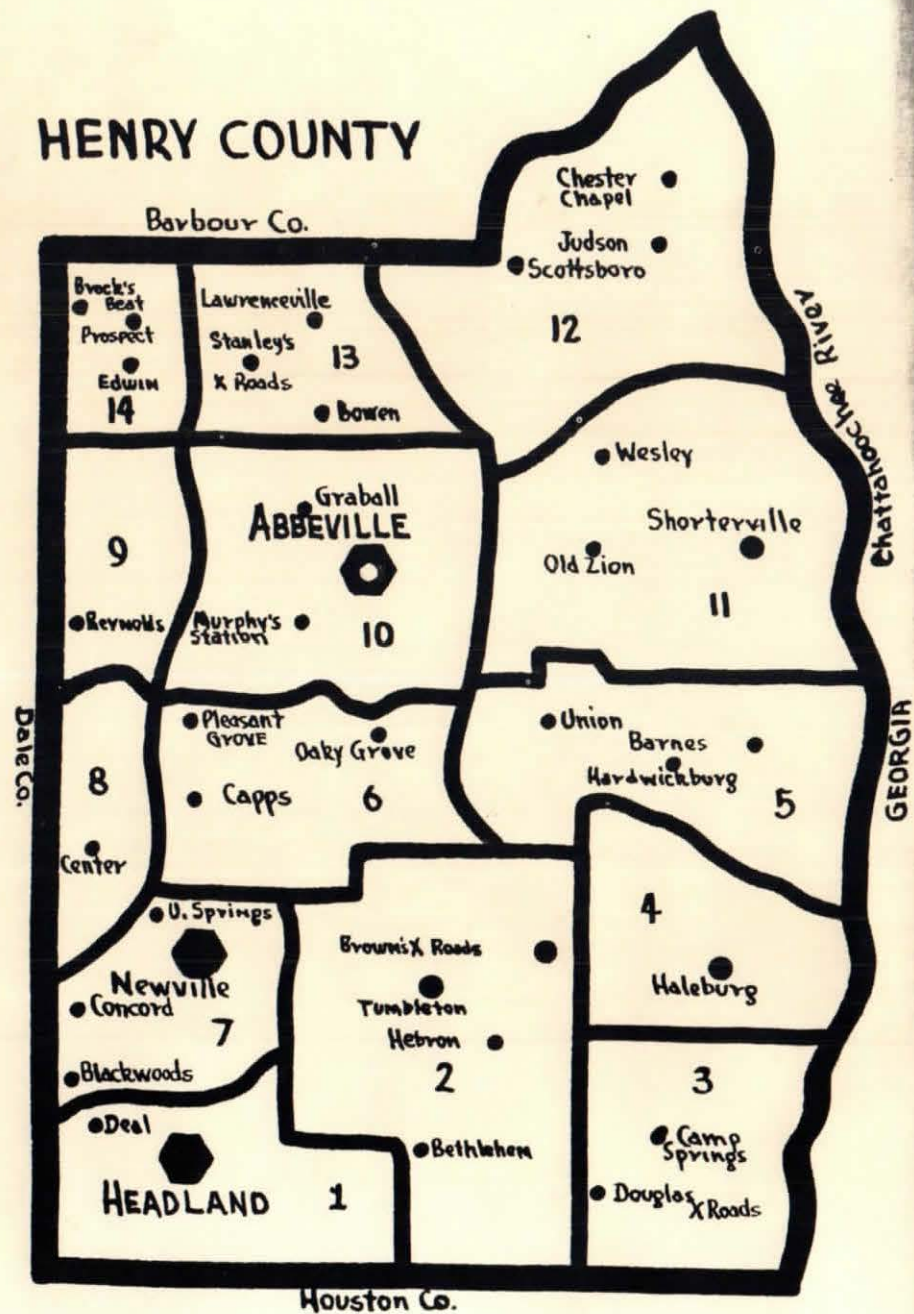 HENRY COUNTY
Barbour Co.
Chester
Chapel
Judson
Scottsboro
12
Brock's
Beat
Prospect
EDWIN
14
Lawrenceville
Stanley's
X Roads
13
Bowen
Chattahoochee River
Wesley
Shorterville
Old Zion
11
Graball
ABBEVILLE
Murphy's
Station
10
9
Reynolds
Dale Co.
GEORGIA
8
Center
Pleasant
GROVE
Oaky Grove
Capps
6
Union
Barnes
Hardwickburg
5
4
Haleburg
U. Springs
Newville
Concord
7
Blackwoods
Brown's X Roads
Tumbleton
Hebron
2
Bethlehem
3
Camp
Springs
Douglas
X Roads
Deal
HEADLAND
1
Houston Co.